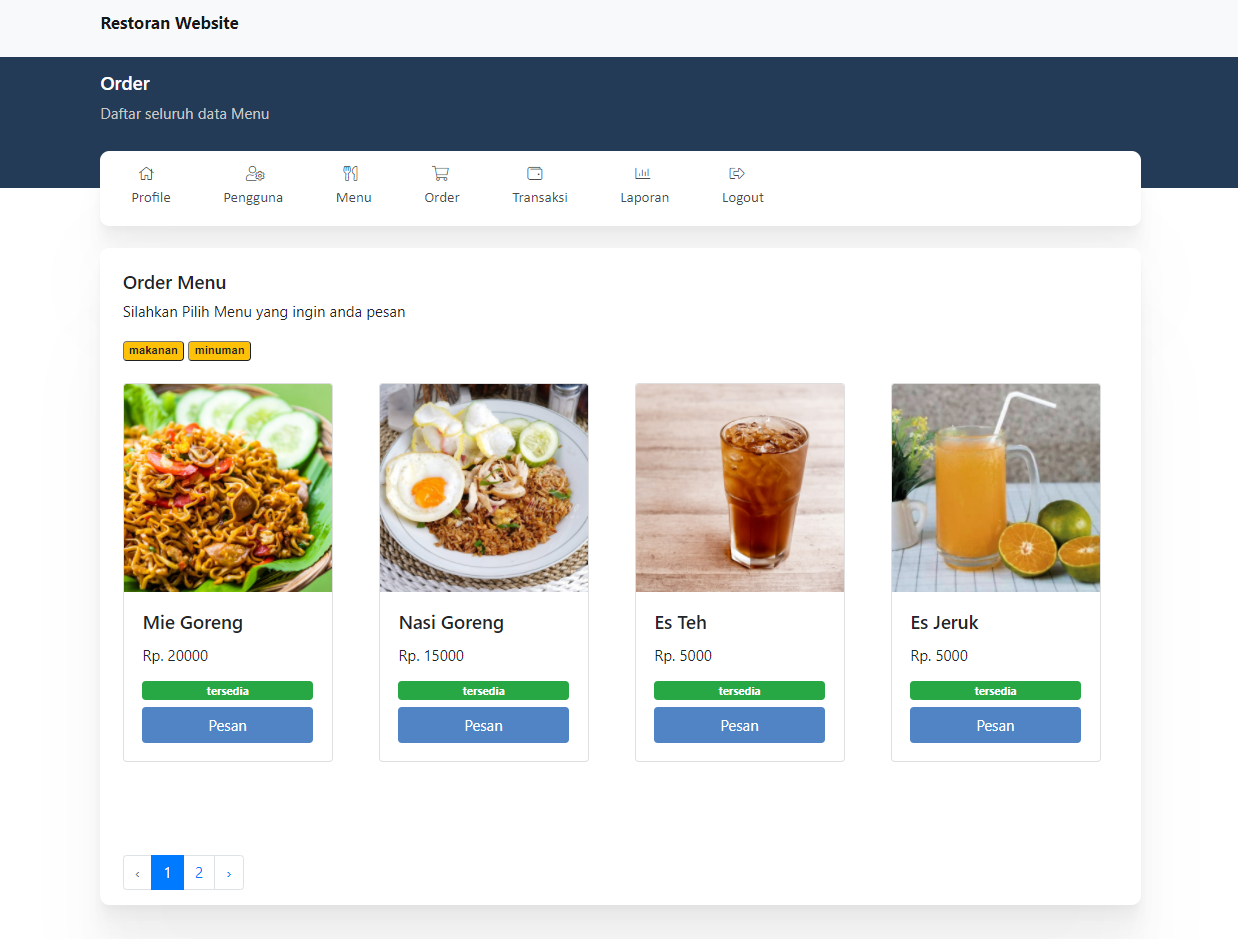 Restoran Website
Order
Daftar seluruh data Menu
Profile Pengguna Menu Order Transaksi Laporan Logout
Order Menu
Silahkan Pilih Menu yang ingin anda pesan
makanan minuman
Mie Goreng
Rp. 20000
tersedia
Pesan
Nasi Goreng
Rp. 15000
tersedia
Pesan
Es Teh
Rp. 5000
tersedia
Pesan
Es Jeruk
Rp. 5000
tersedia
Pesan
‹ 1 2 ›